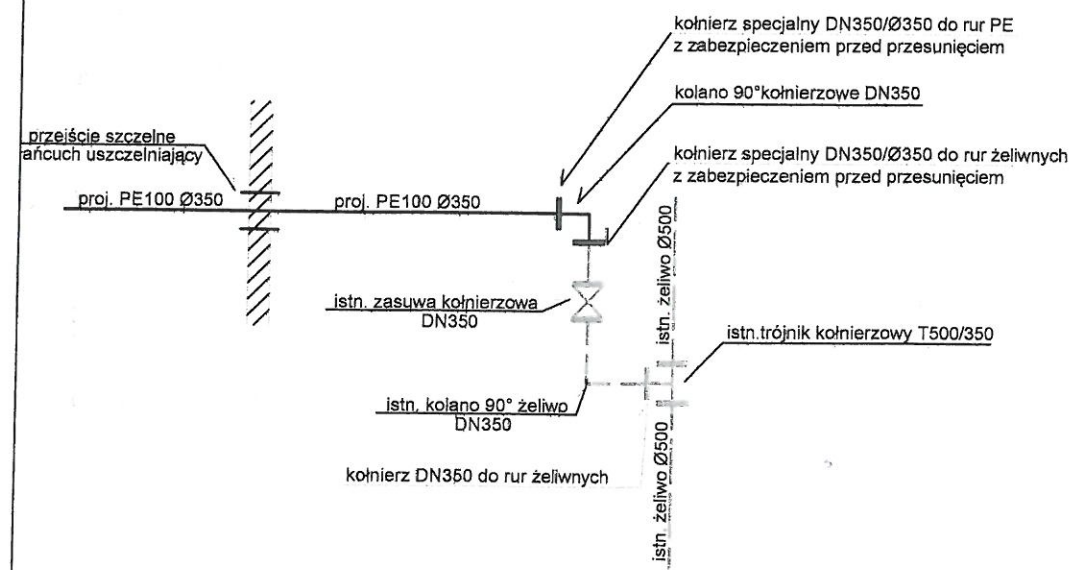 kołnierz specjalny DN350/Ø350 do rur PE
z zabezpieczeniem przed przesunięciem
kolano 90°kołnierzowe DN350
przejście szczelne
ańcuch uszczelniający
kołnierz specjalny DN350/Ø350 do rur żeliwnych
z zabezpieczeniem przed przesunięciem
proj. PE100 Ø350
proj. PE100 Ø350
istn. żeliwo Ø500
istn. zasuwa kołnierzowa
DN350
istn.trójnik kołnierzowy T500/350
istn. kolano 90° żeliwo
DN350
kołnierz DN350 do rur żeliwnych
istn. żeliwo Ø500